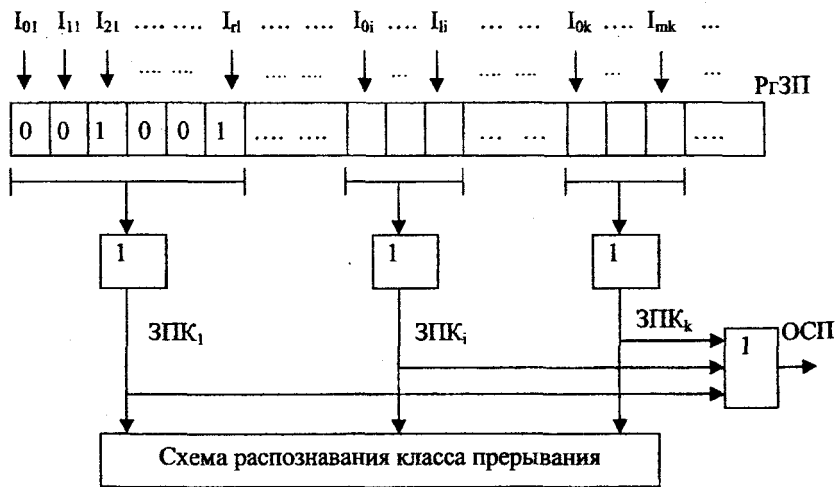 I₀₁ I₁₁ I₂₁ .... .... Iᵣ₁ .... .... I₀ᵢ .... Iₗᵢ .... .... I₀ₖ .... Iₘₖ ...
.... .... .... .... .... .... .... .... ...
РгЗП
0 0 1 0 0 1 .... .... ... ... ....
1 1 1
ЗПК₁ ЗПКᵢ ЗПКₖ 1 ОСП
Схема распознавания класса прерывания